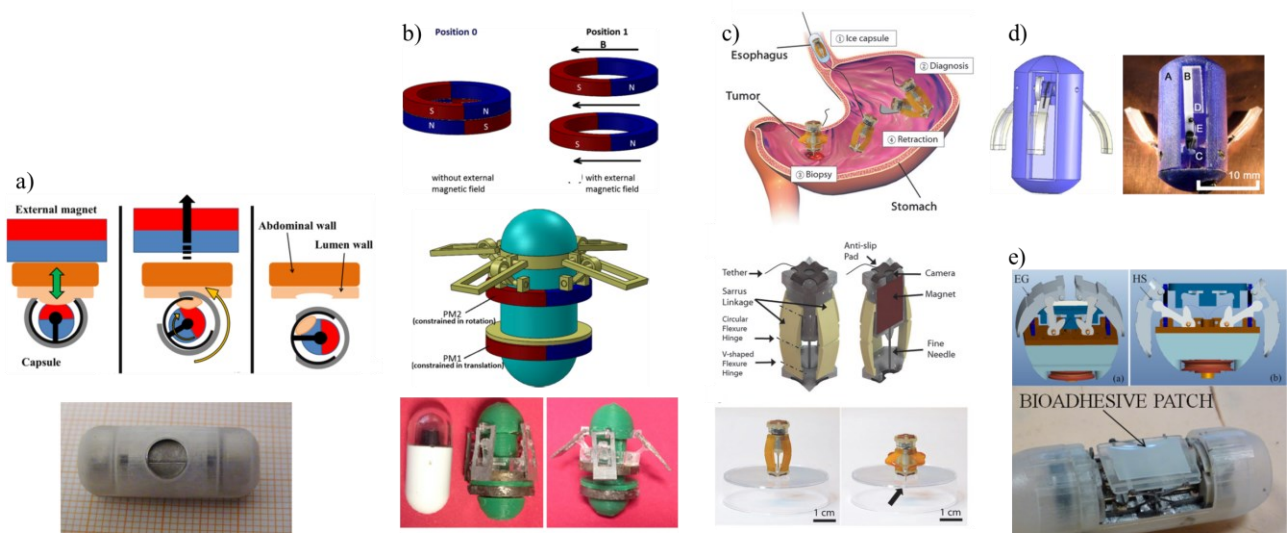 a)
External magnet
Abdominal wall
Lumen wall
Capsule
b)
Position 0
Position 1
B
S
N
N
S
S
N
S
N
without external
magnetic field
with external
magnetic field
PM2
(constrained in rotation)
PM1
(constrained in translation)
c)
Esophagus
① Ice capsule
② Diagnosis
Tumor
④ Retraction
③ Biopsy
Stomach
Anti-slip
Pad
Tether
Camera
Sarrus
Linkage
Magnet
Circular
Flexure
Hinge
Fine
Needle
V-shaped
Flexure
Hinge
1 cm
1 cm
d)
A
B
D
E
C
10 mm
e)
EG
HS
(a)
(b)
BIOADHESIVE PATCH